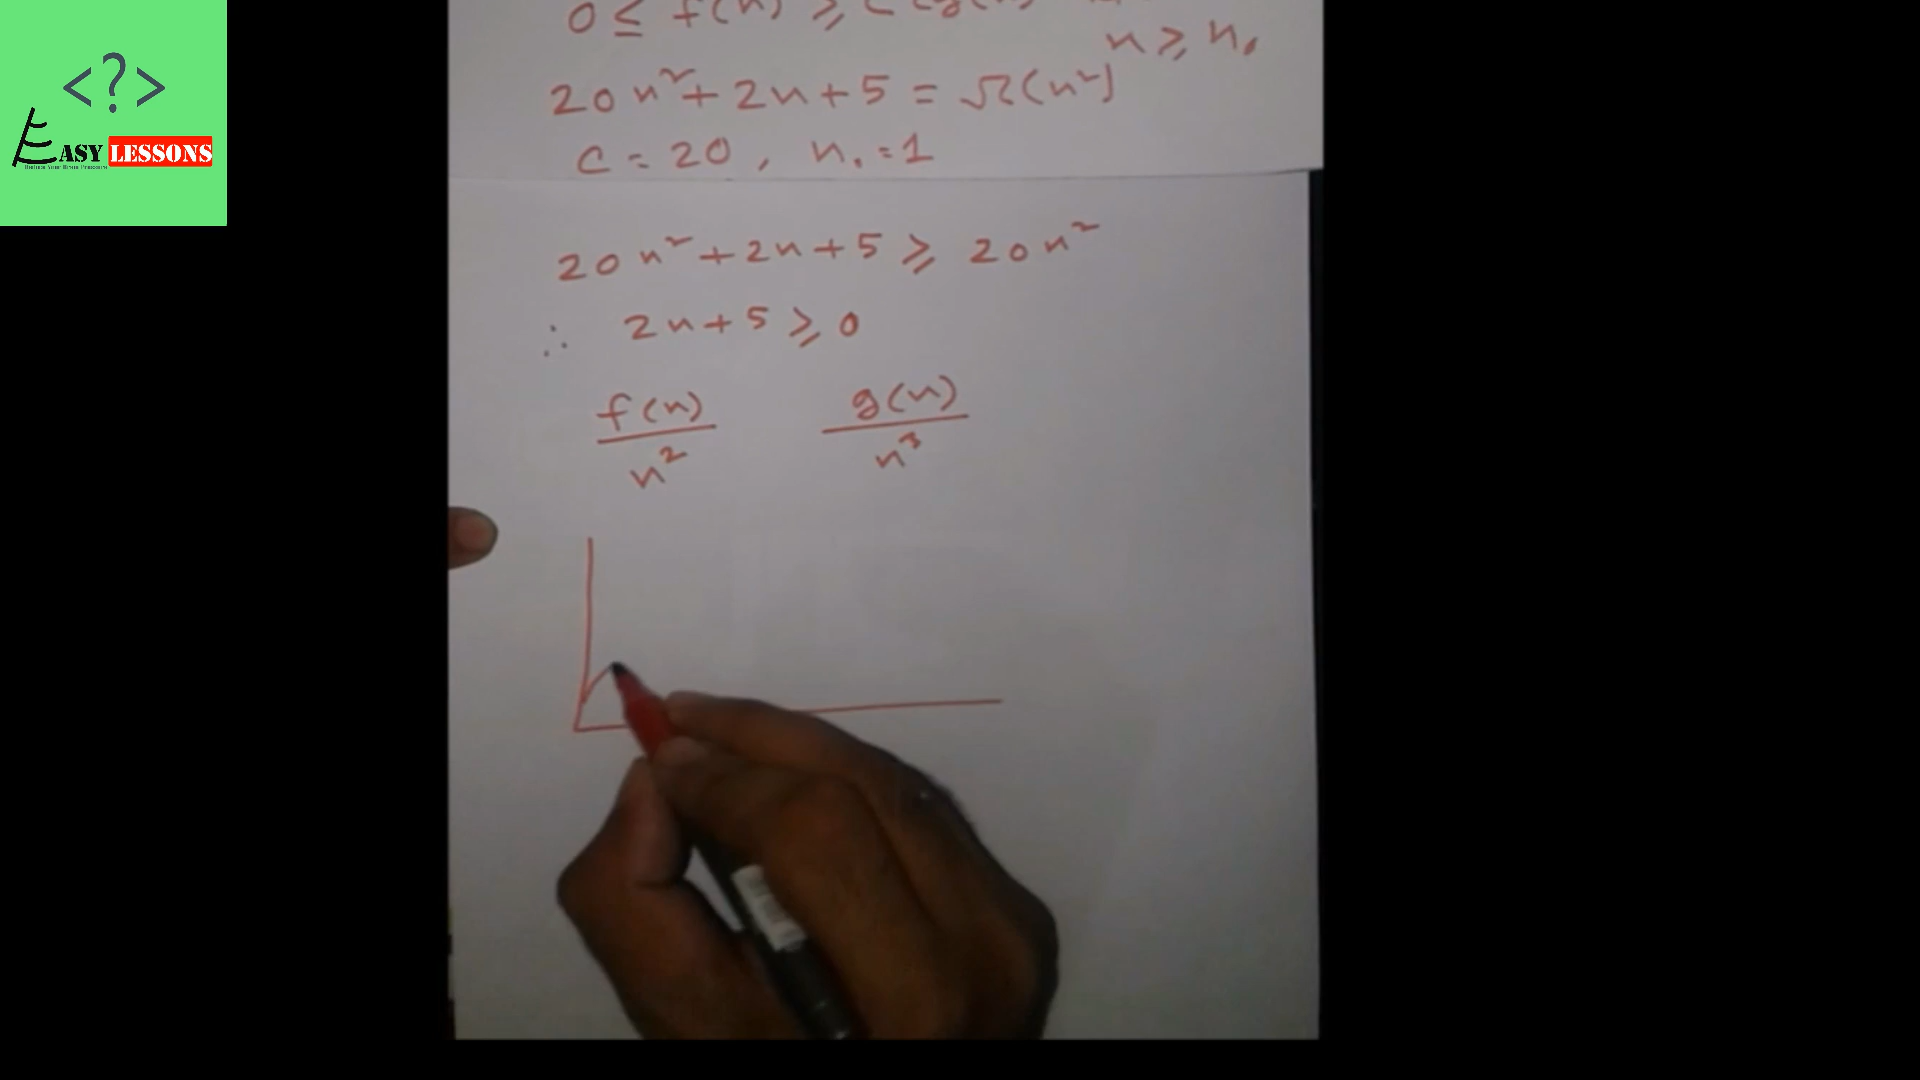 <?>
EASY LESSONS
n ≥ n₀
20n² + 2n + 5 = Ω(n²)
c = 20, n₀ = 1
20n² + 2n + 5 ≥ 20n²
∴ 2n + 5 ≥ 0
f(n) g(n)
n² n³